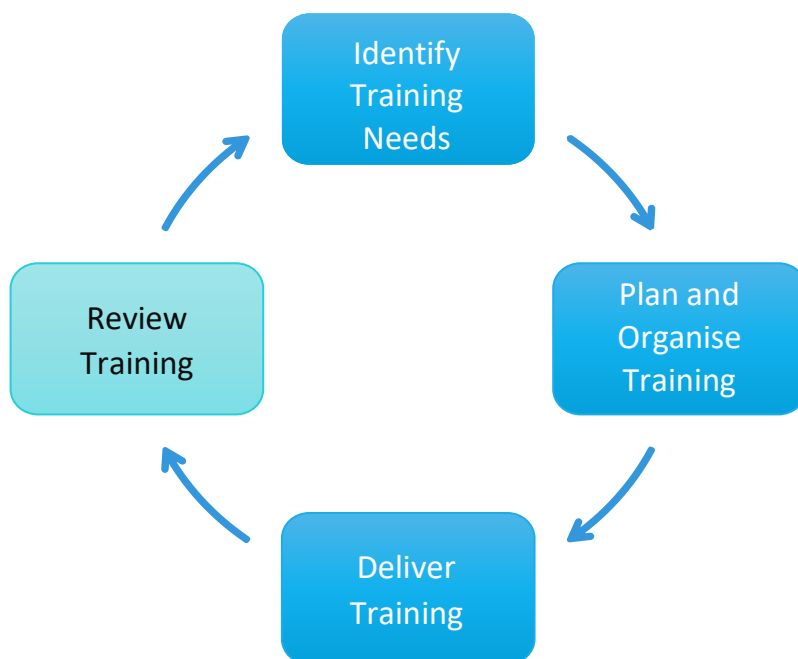 Identify
Training
Needs
Plan and
Organise
Training
Deliver
Training
Review
Training